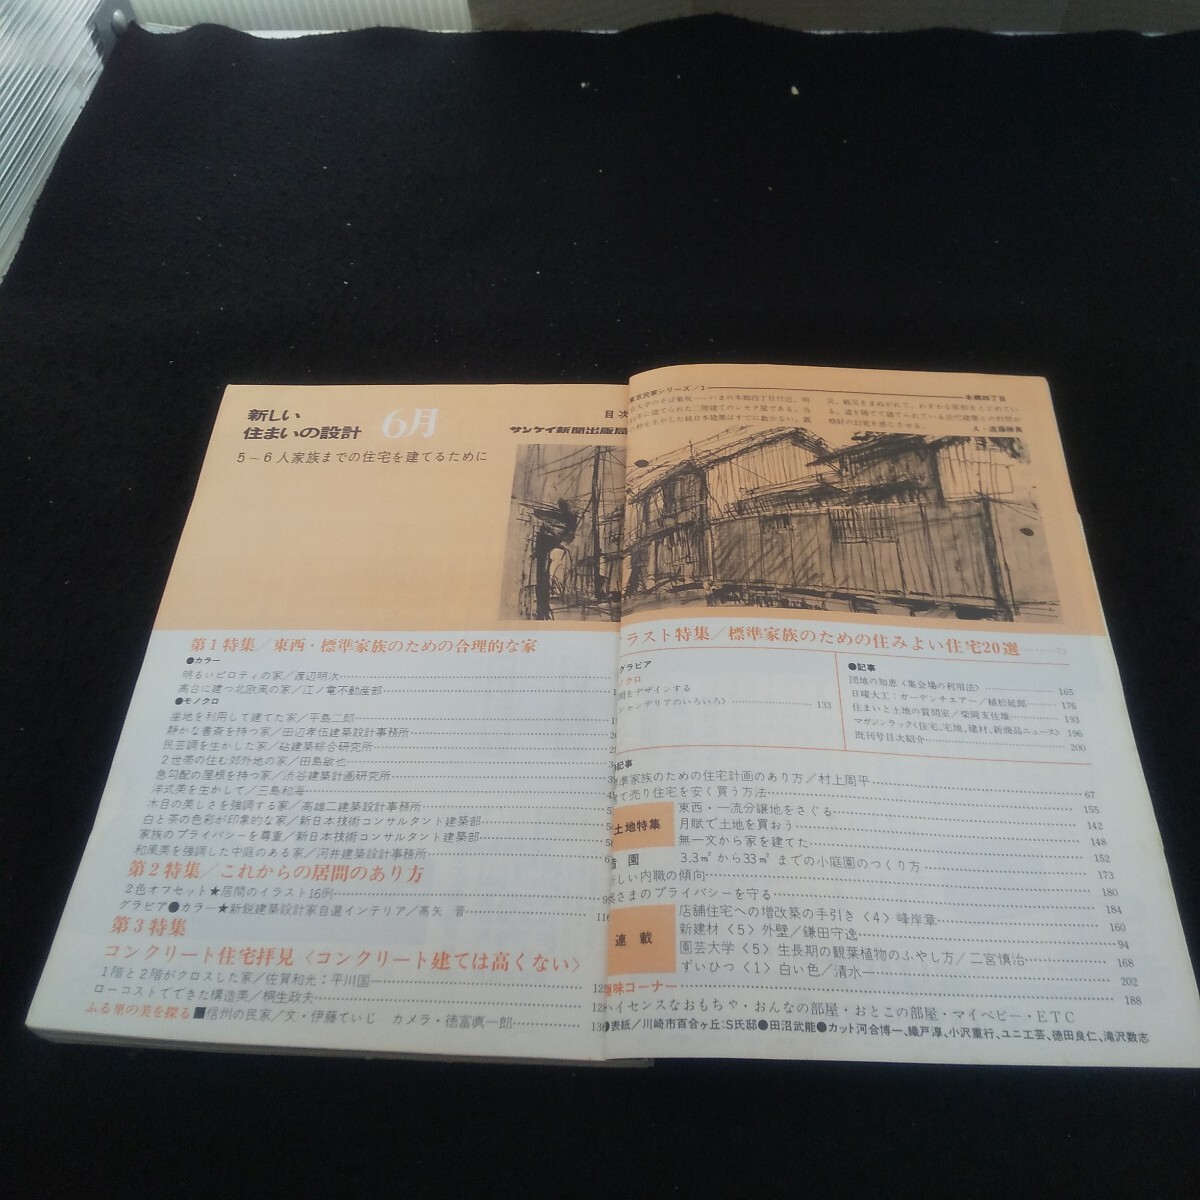 新しい
住まいの設計 6月
目次
サンケイ新聞出版局
5〜6人家族までの住宅を建てるために
東京民家シリーズ/3
本郷四丁目
え・遠藤勝真
第1特集/東西・標準家族のための合理的な家
●カラー
明るいピロティの家/渡辺明次
高台に建つ北欧風の家/江ノ電不動産部
●モノクロ
座地を利用して建てた家/平島二郎
静かな書斎を持つ家/田辺孝伍建築設計事務所
民芸調を生かした家/砧建築綜合研究所
2世帯の住む郊外地の家/田島敏也
急勾配の屋根を持つ家/渋谷建築計画研究所
洋式美を生かして/三島和海
木目の美しさを強調する家/高雄二建築設計事務所
白と茶の色彩が印象的な家/新日本技術コンサルタント建築部
家族のプライバシーを尊重/新日本技術コンサルタント建築部
和風美を強調した中庭のある家/河井建築設計事務所
第2特集/これからの居間のあり方
2色オフセット★居間のイラスト16例
グラビア●カラー★新鋭建築設計家自選インテリア/高矢 晋 116
第3特集
コンクリート住宅拝見〈コンクリート建ては高くない〉
1階と2階がクロスした家/佐賀和光：平川国一
ローコストでできた構造美/桐生政夫
ふる里の美を探る ■信州の民家/文・伊藤ていじ カメラ・徳富真一郎
ラスト特集/標準家族のための住みよい住宅20選 23
グラビア
ノクロ
間をデザインする
シャンデリアのいろいろ〉 133
●記事
団地の知恵〈集会場の利用法〉 165
日曜大工：ガーデンチエアー/植松延郎 176
住まいと土地の質問室/柴岡亥佐雄 193
マガジンラック〈住宅、宅地、建材、新商品ニュース〉 196
既刊号目次紹介 200
記事
準家族のための住宅計画のあり方/村上周平 67
て売り住宅を安く買う方法 155
土地特集
東西・一流分譲地をさぐる 142
月賦で土地を買おう 148
無一文から家を建てた 152
園 3.3㎡から33㎡までの小庭園のつくり方 173
しい内職の傾向 180
さまのプライバシーを守る 184
連載
店舗住宅への増改築の手引き〈4〉峰岸章 160
新建材〈5〉外壁/鎌田守逸 94
園芸大学〈5〉生長期の観葉植物のふやし方/二宮慎治 168
ずいひつ〈1〉白い色/清水一 202
趣味コーナー 188
ハイセンスなおもちゃ・おんなの部屋・おとこの部屋・マイベビー・ETC
●表紙/川崎市百合ヶ丘：S氏邸●田沼武能●カット河合博一、織戸淳、小沢重行、ユニ工芸、徳田良仁、滝沢数志